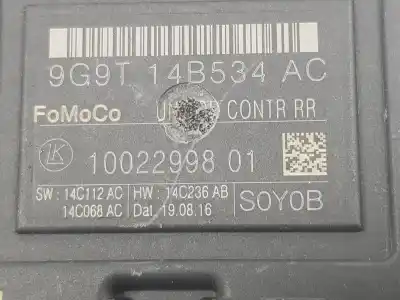 9G9T 14B534 AC
FoMoCo CONTR RR
LK 10022998 01
SW : 14C112 AC HW : 14C236 AB
14C068 AC Dat. 19.08.16 S0Y0B